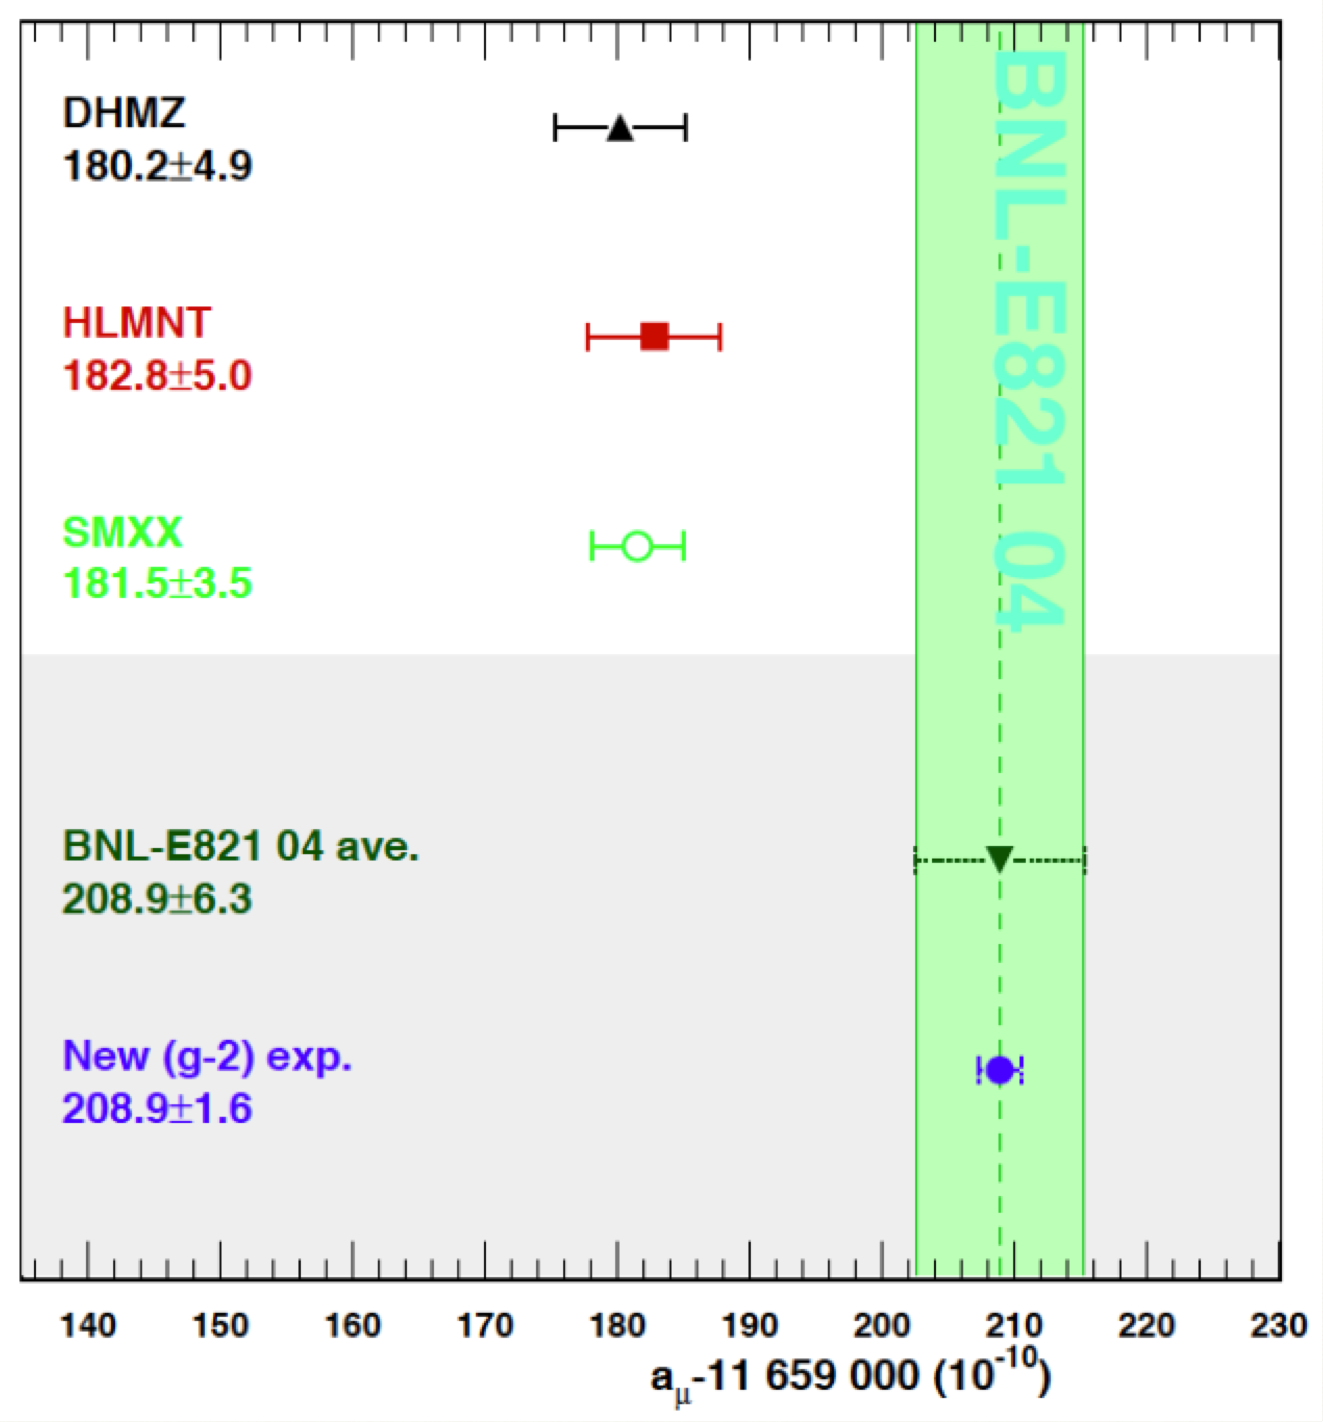 DHMZ
180.2±4.9
HLMNT
182.8±5.0
SMXX
181.5±3.5
BNL-E821 04
BNL-E821 04 ave.
208.9±6.3
New (g-2) exp.
208.9±1.6
140 150 160 170 180 190 200 210 220 230
aμ-11 659 000 (10⁻¹⁰)